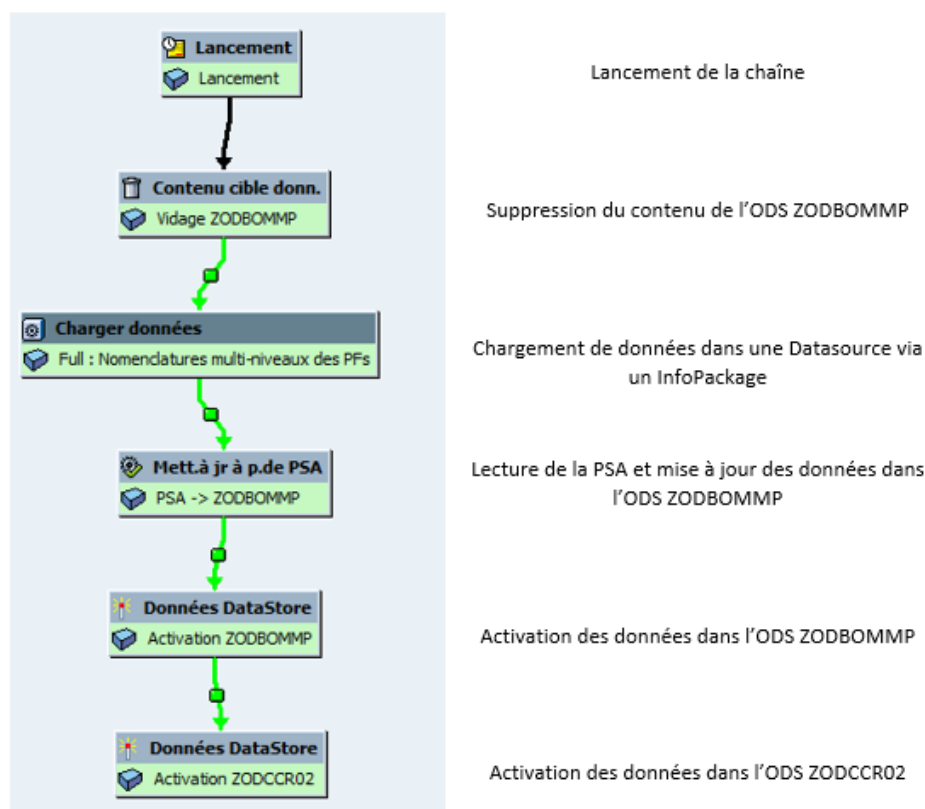 Lancement
Lancement
Lancement de la chaîne
Contenu cible donn.
Vidage ZODBOMMP
Suppression du contenu de l'ODS ZODBOMMP
Charger données
Full : Nomenclatures multi-niveaux des PFs
Chargement de données dans une Datasource via
un InfoPackage
Mett.à jr à p.de PSA
PSA -> ZODBOMMP
Lecture de la PSA et mise à jour des données dans
l'ODS ZODBOMMP
Données DataStore
Activation ZODBOMMP
Activation des données dans l'ODS ZODBOMMP
Données DataStore
Activation ZODCCR02
Activation des données dans l'ODS ZODCCR02